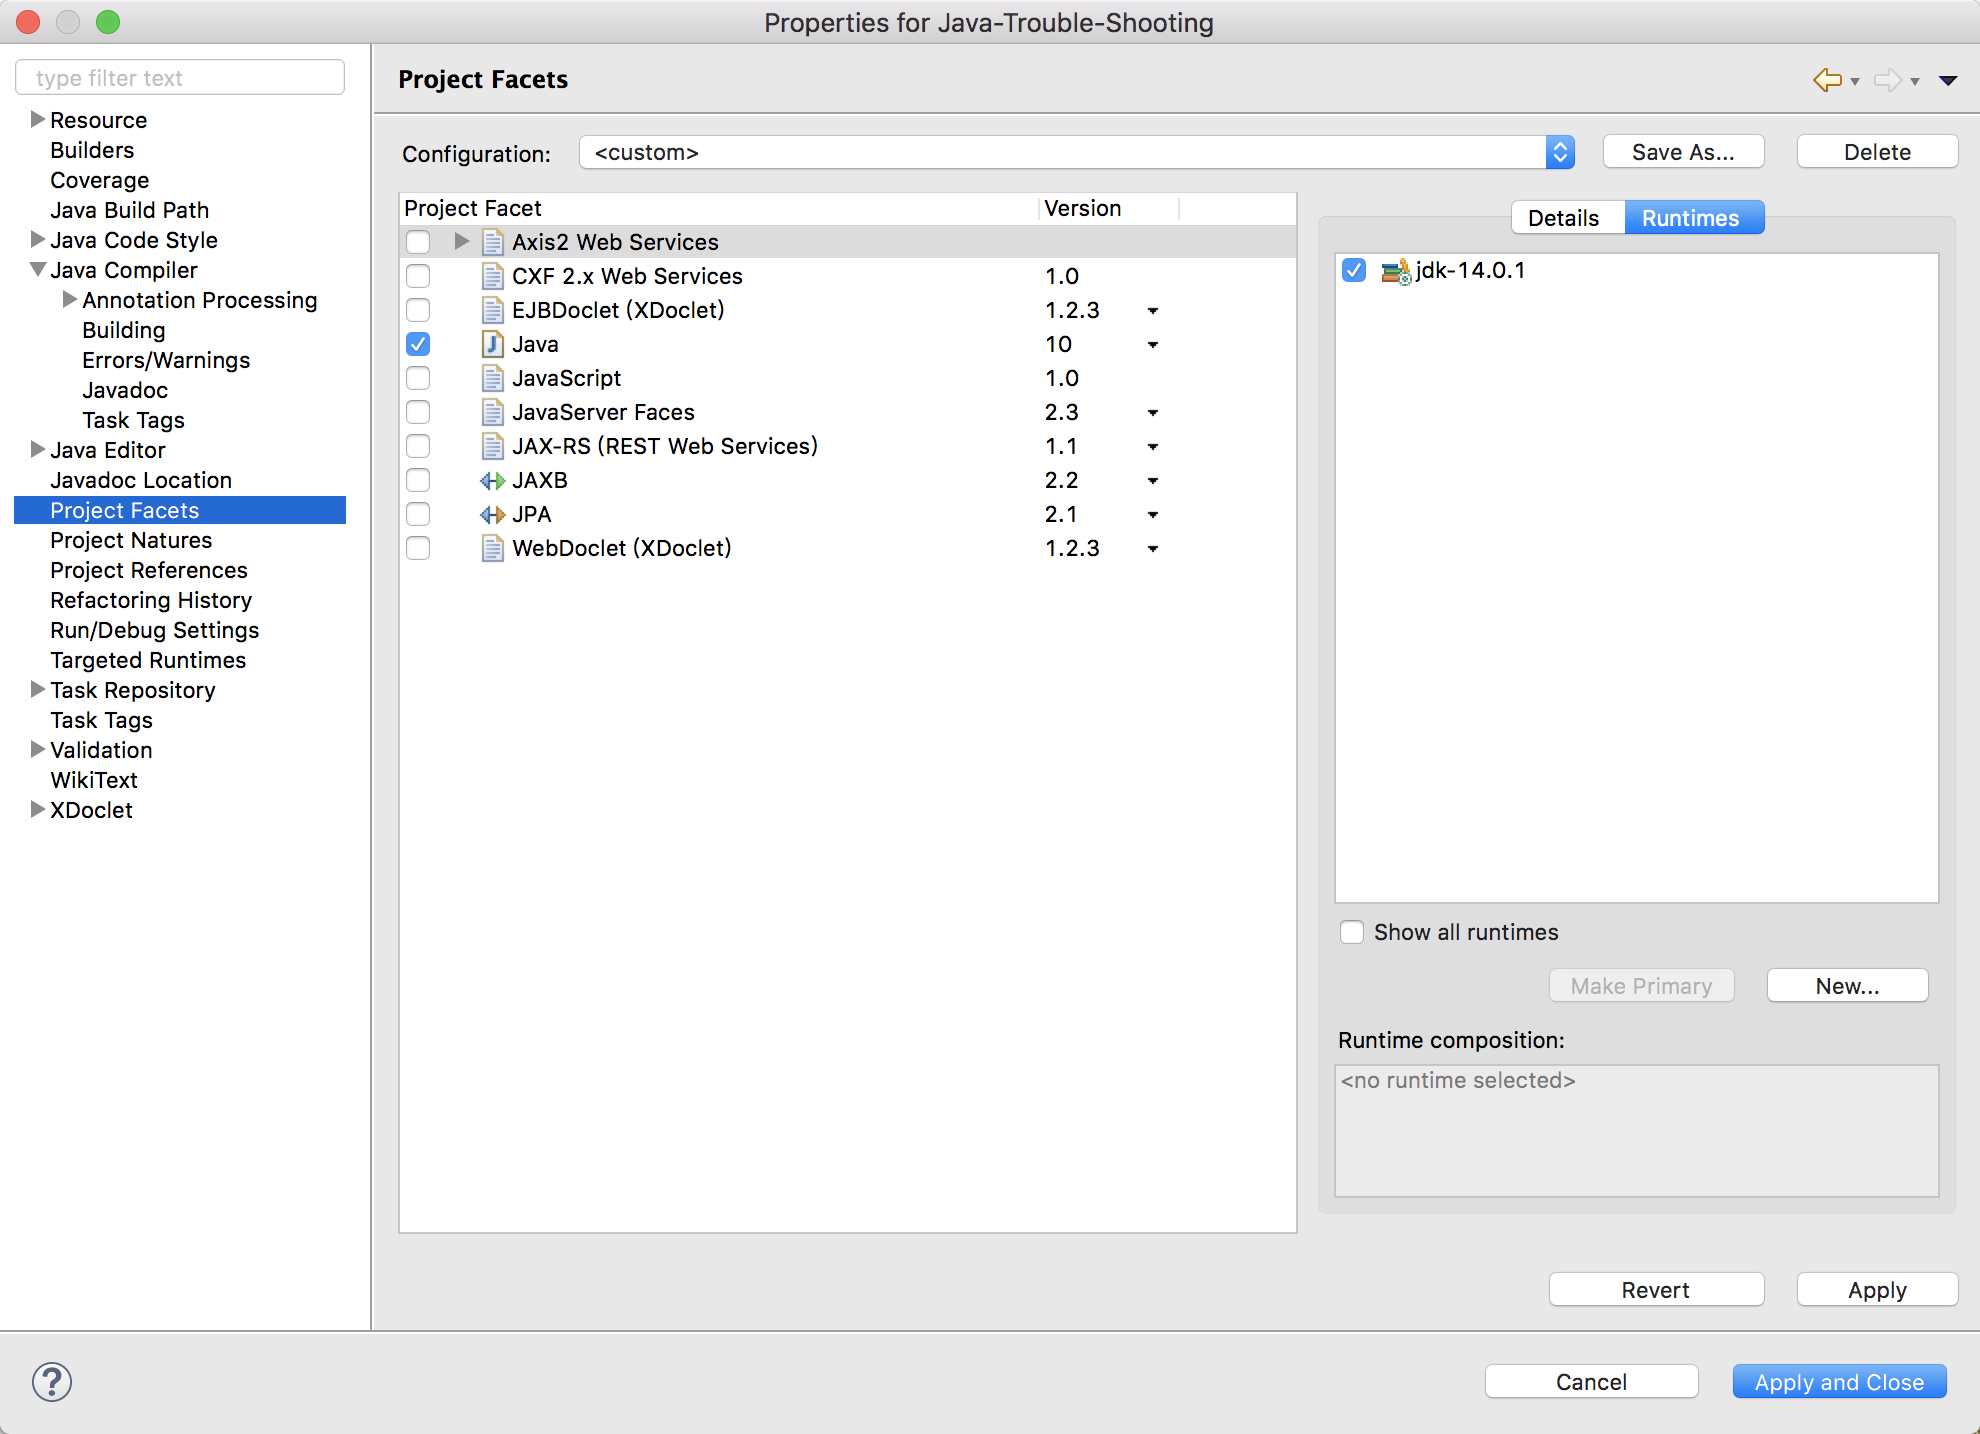 Properties for Java-Trouble-Shooting
type filter text
Resource
Builders
Coverage
Java Build Path
Java Code Style
Java Compiler
Annotation Processing
Building
Errors/Warnings
Javadoc
Task Tags
Java Editor
Javadoc Location
Project Facets
Project Natures
Project References
Refactoring History
Run/Debug Settings
Targeted Runtimes
Task Repository
Task Tags
Validation
WikiText
XDoclet
Project Facets
Configuration: <custom> Save As... Delete
Project Facet Version
Axis2 Web Services
CXF 2.x Web Services 1.0
EJBDoclet (XDoclet) 1.2.3
Java 10
JavaScript 1.0
JavaServer Faces 2.3
JAX-RS (REST Web Services) 1.1
JAXB 2.2
JPA 2.1
WebDoclet (XDoclet) 1.2.3
Details Runtimes
jdk-14.0.1
Show all runtimes
Make Primary New...
Runtime composition:
<no runtime selected>
Revert Apply
? Cancel Apply and Close